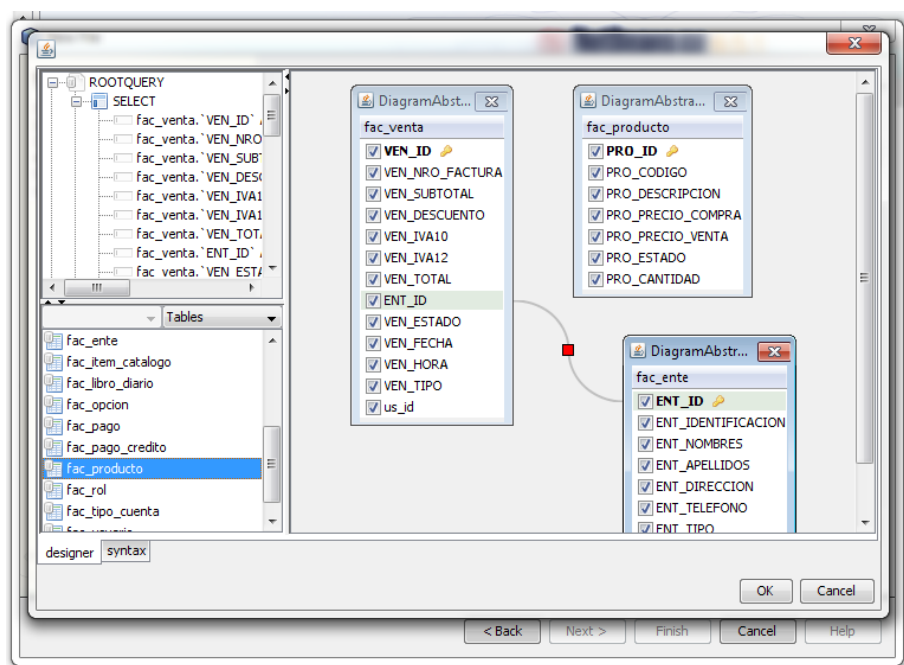 ROOTQUERY
SELECT
fac_venta.`VEN_ID`
fac_venta.`VEN_NRO
fac_venta.`VEN_SUBT
fac_venta.`VEN_DESC
fac_venta.`VEN_IVA1
fac_venta.`VEN_IVA1
fac_venta.`VEN_TOTA
fac_venta.`ENT_ID`
fac_venta.`VEN_ESTA
Tables
fac_ente
fac_item_catalogo
fac_libro_diario
fac_opcion
fac_pago
fac_pago_credito
fac_producto
fac_rol
fac_tipo_cuenta
designer
syntax
DiagramAbst...
fac_venta
VEN_ID
VEN_NRO_FACTURA
VEN_SUBTOTAL
VEN_DESCUENTO
VEN_IVA10
VEN_IVA12
VEN_TOTAL
ENT_ID
VEN_ESTADO
VEN_FECHA
VEN_HORA
VEN_TIPO
us_id
DiagramAbstra...
fac_producto
PRO_ID
PRO_CODIGO
PRO_DESCRIPCION
PRO_PRECIO_COMPRA
PRO_PRECIO_VENTA
PRO_ESTADO
PRO_CANTIDAD
DiagramAbstr...
fac_ente
ENT_ID
ENT_IDENTIFICACION
ENT_NOMBRES
ENT_APELLIDOS
ENT_DIRECCION
ENT_TELEFONO
ENT_TIPO
OK
Cancel
< Back
Next >
Finish
Cancel
Help